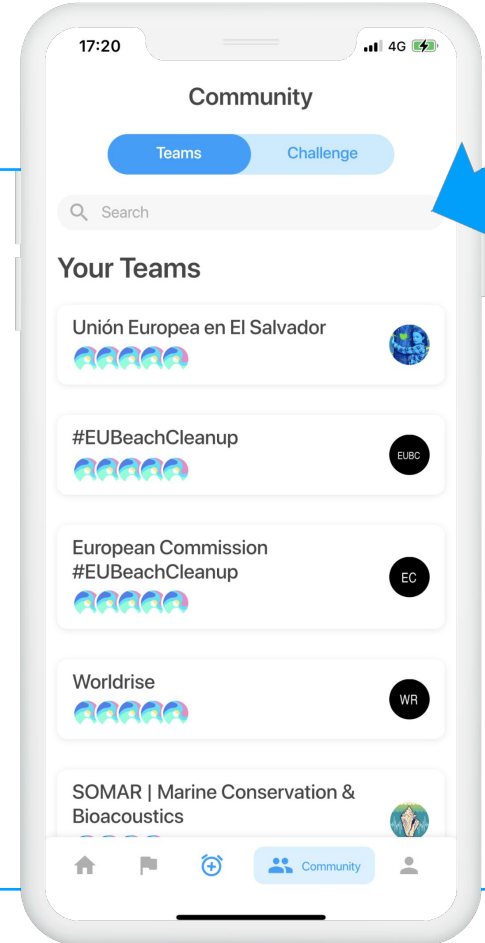 17:20
4G
Community
Teams
Challenge
Search
Your Teams
Unión Europea en El Salvador
#EUBeachCleanup
EUBC
European Commission
#EUBeachCleanup
EC
Worldrise
WR
SOMAR | Marine Conservation &
Bioacoustics
Community